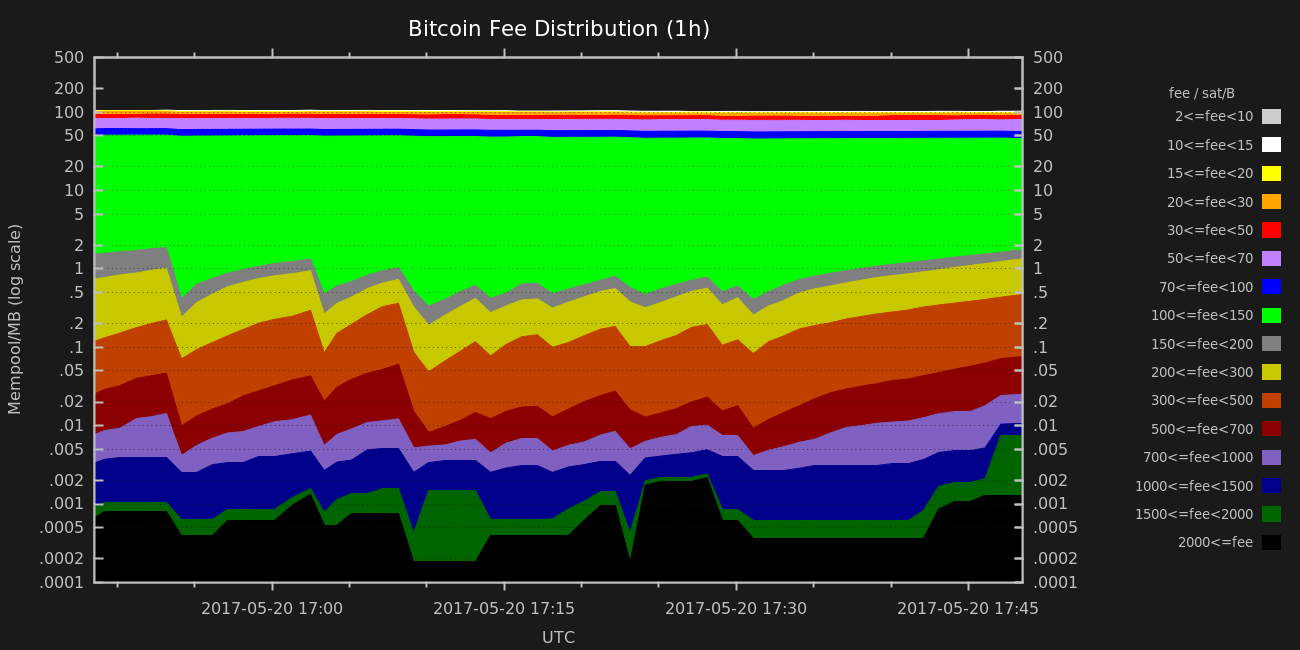 Bitcoin Fee Distribution (1h)
500
200
100
50
20
10
5
2
1
.5
.2
.1
.05
.02
.01
.005
.002
.001
.0005
.0002
.0001
Mempool/MB (log scale)
500
200
100
50
20
10
5
2
1
.5
.2
.1
.05
.02
.01
.005
.002
.001
.0005
.0002
.0001
2017-05-20 17:00 2017-05-20 17:15 2017-05-20 17:30 2017-05-20 17:45
UTC
fee / sat/B
2<=fee<10
10<=fee<15
15<=fee<20
20<=fee<30
30<=fee<50
50<=fee<70
70<=fee<100
100<=fee<150
150<=fee<200
200<=fee<300
300<=fee<500
500<=fee<700
700<=fee<1000
1000<=fee<1500
1500<=fee<2000
2000<=fee